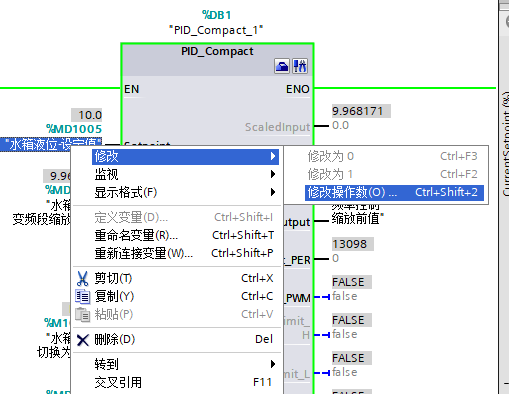 %DB1
"PID_Compact_1"
PID_Compact
EN
ENO
10.0
%MD1005
"水箱液位-设定值"
Setpoint
9.968171
ScaledInput
0.0
修改
监视
显示格式(F)
定义变量(D)... Ctrl+Shift+I
重命名变量(R)... Ctrl+Shift+T
重新连接变量(W)... Ctrl+Shift+P
剪切(T) Ctrl+X
复制(Y) Ctrl+C
粘贴(P) Ctrl+V
删除(D) Del
转到
交叉引用 F11
修改为 0 Ctrl+F3
修改为 1 Ctrl+F2
修改操作数(O) ... Ctrl+Shift+2
9.96
%MD
"水
变频段缩放
%M1
"水箱
切换为
%MD
频率控制
缩放前值"
13098
_PER
0
FALSE
_PWM
false
FALSE
H
false
FALSE
_L
false
FALSE
CurrentSetpoint (%)